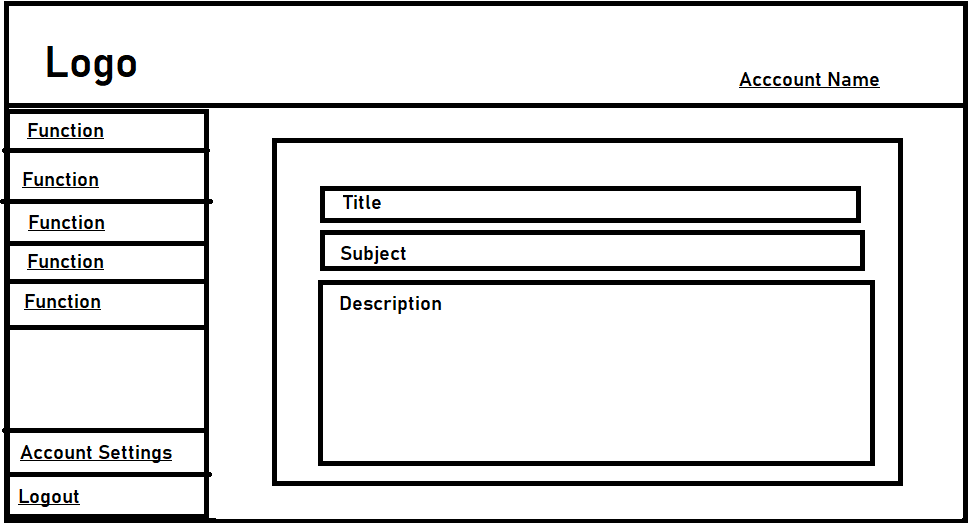 Logo
Acccount Name
Function
Function
Function
Function
Function
Account Settings
Logout
Title
Subject
Description